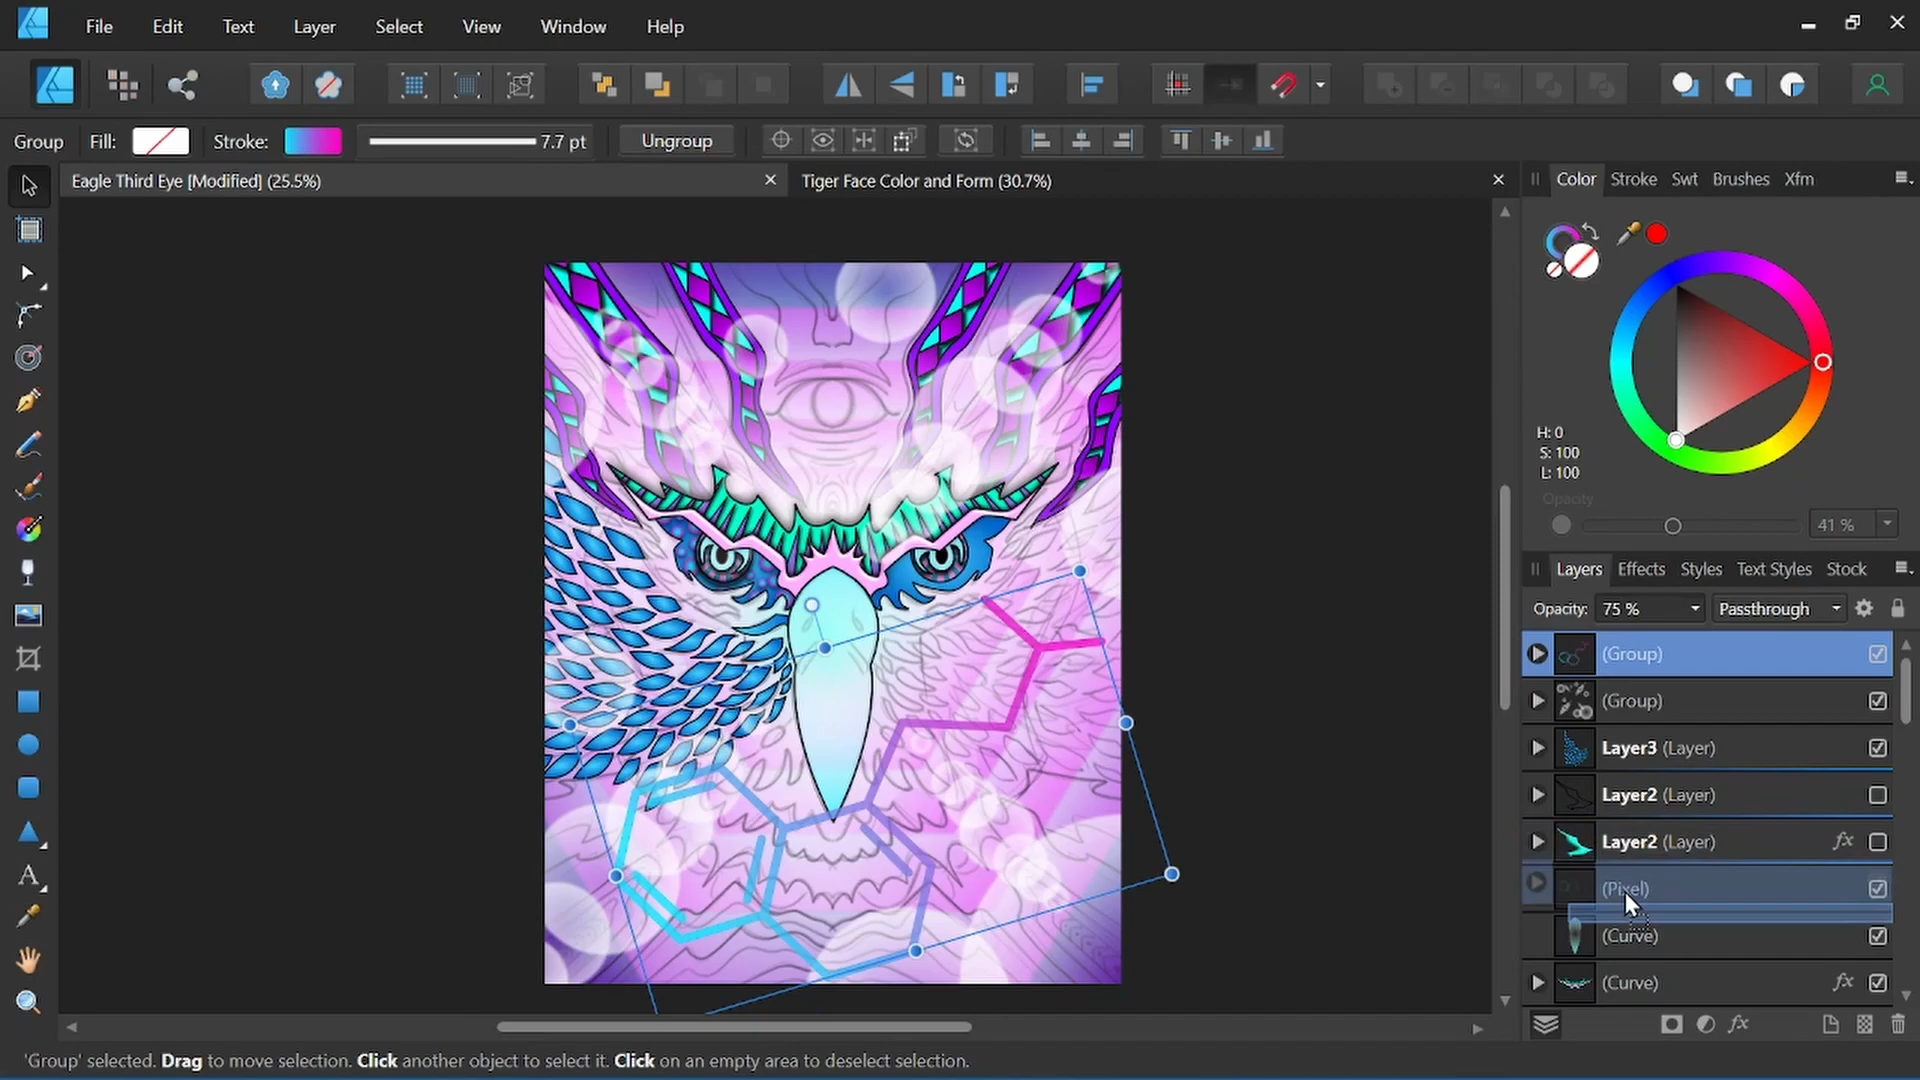 File Edit Text Layer Select View Window Help
Group Fill: Stroke: 7.7 pt Ungroup
Eagle Third Eye [Modified] (25.5%)
Tiger Face Color and Form (30.7%)
Color Stroke Swt Brushes Xfm
H: 0
S: 100
L: 100
Opacity
41 %
Layers Effects Styles Text Styles Stock
Opacity: 75 % Passthrough
(Group)
(Group)
Layer3 (Layer)
Layer2 (Layer)
Layer2 (Layer) fx
(Pixel)
(Curve)
(Curve) fx
fx
'Group' selected. Drag to move selection. Click another object to select it. Click on an empty area to deselect selection.